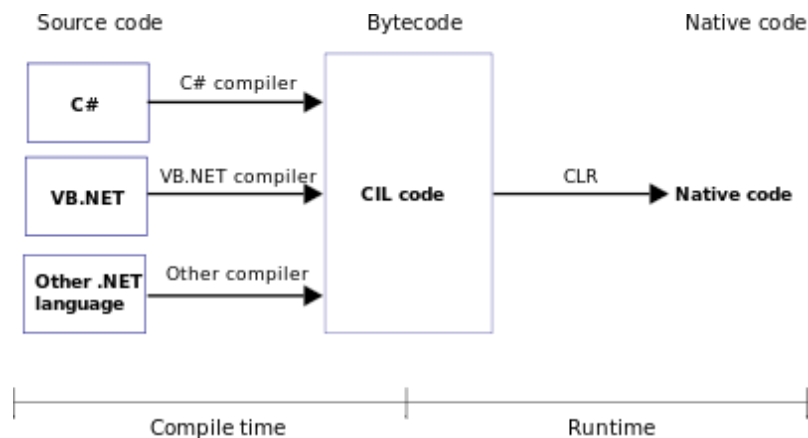 Source code
Bytecode
Native code
C#
C# compiler
VB.NET
VB.NET compiler
CIL code
CLR
Native code
Other .NET
language
Other compiler
Compile time
Runtime